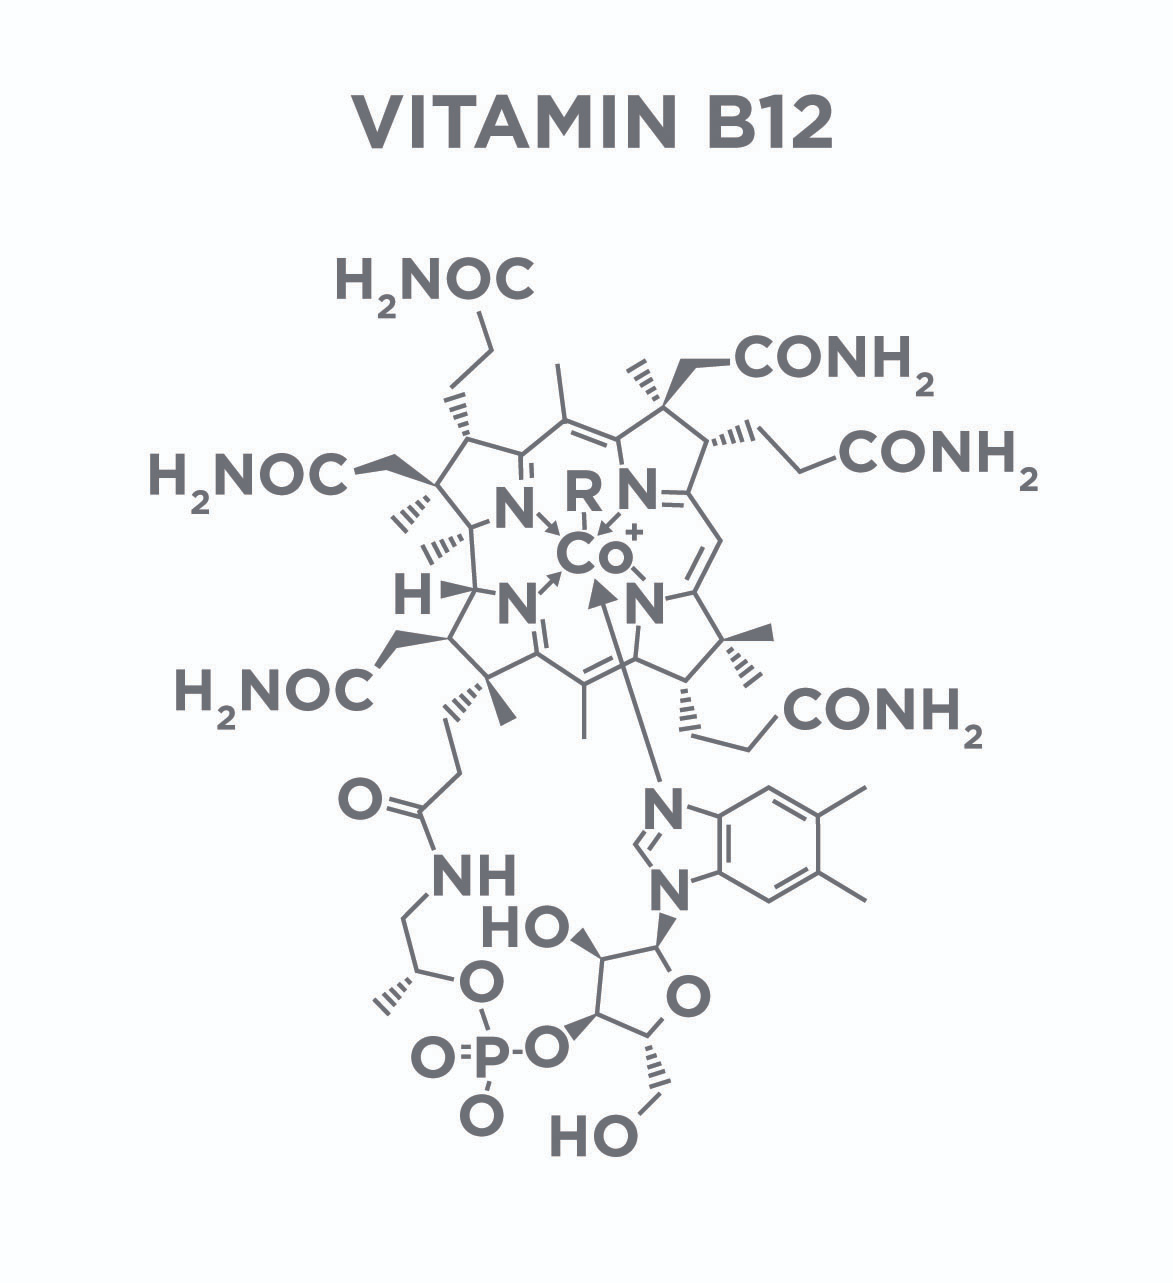 VITAMIN B12
H₂NOC
CONH₂
CONH₂
H₂NOC
R
N
N
Co⁺
H
N
N
H₂NOC
CONH₂
O
N
NH
N
HO
O
O
O=P-O
O
HO